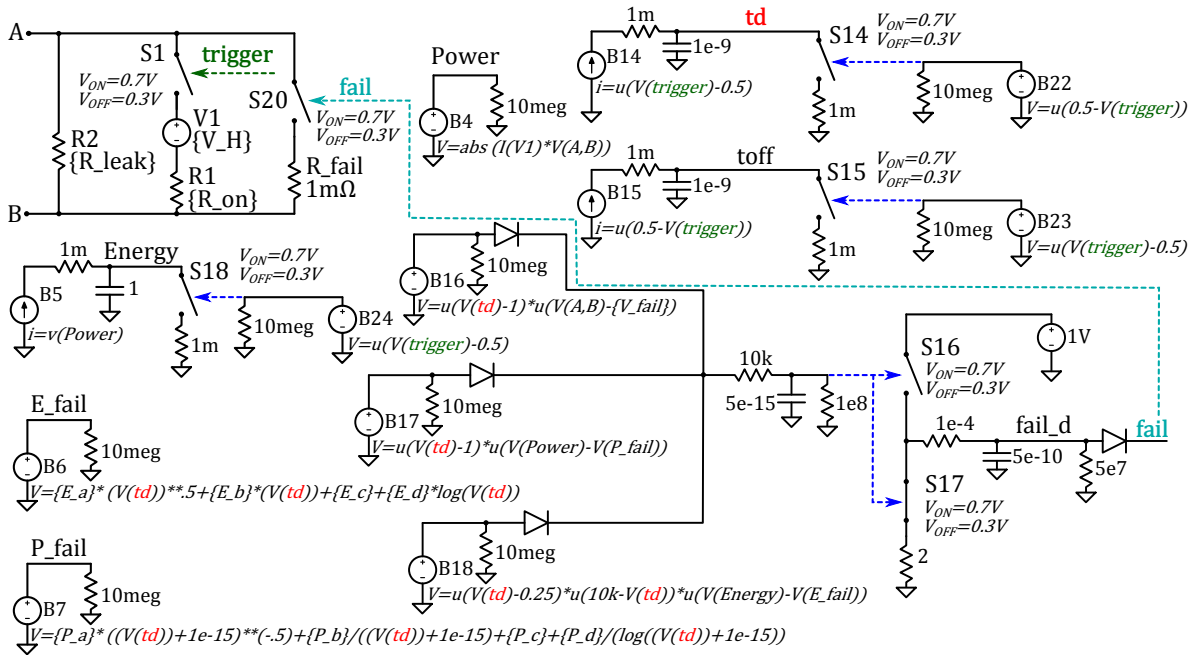 A
S1
trigger
V_ON=0.7V
V_OFF=0.3V
S20
fail
V_ON=0.7V
V_OFF=0.3V
R2
{R_leak}
V1
{V_H}
R1
{R_on}
R_fail
1mΩ
B
Power
10meg
B4
V=abs (I(V1)*V(A,B))
1m
td
1e-9
B14
i=u(V(trigger)-0.5)
S14
V_ON=0.7V
V_OFF=0.3V
1m
10meg
B22
V=u(0.5-V(trigger))
1m
toff
1e-9
B15
i=u(0.5-V(trigger))
S15
V_ON=0.7V
V_OFF=0.3V
1m
10meg
B23
V=u(V(trigger)-0.5)
1m
Energy
1
B5
i=v(Power)
S18
V_ON=0.7V
V_OFF=0.3V
1m
10meg
B24
V=u(V(trigger)-0.5)
10meg
B16
V=u(V(td)-1)*u(V(A,B)-{V_fail})
10meg
B17
V=u(V(td)-1)*u(V(Power)-V(P_fail))
10meg
B18
V=u(V(td)-0.25)*u(10k-V(td))*u(V(Energy)-V(E_fail))
10k
5e-15
1e8
S16
V_ON=0.7V
V_OFF=0.3V
1V
1e-4
fail_d
5e-10
5e7
fail
S17
V_ON=0.7V
V_OFF=0.3V
2
E_fail
10meg
B6
V={E_a}* (V(td))**.5+{E_b}*(V(td))+{E_c}+{E_d}*log(V(td))
P_fail
10meg
B7
V={P_a}* ((V(td))+1e-15)**(-.5)+{P_b}/((V(td))+1e-15)+{P_c}+{P_d}/(log((V(td))+1e-15))